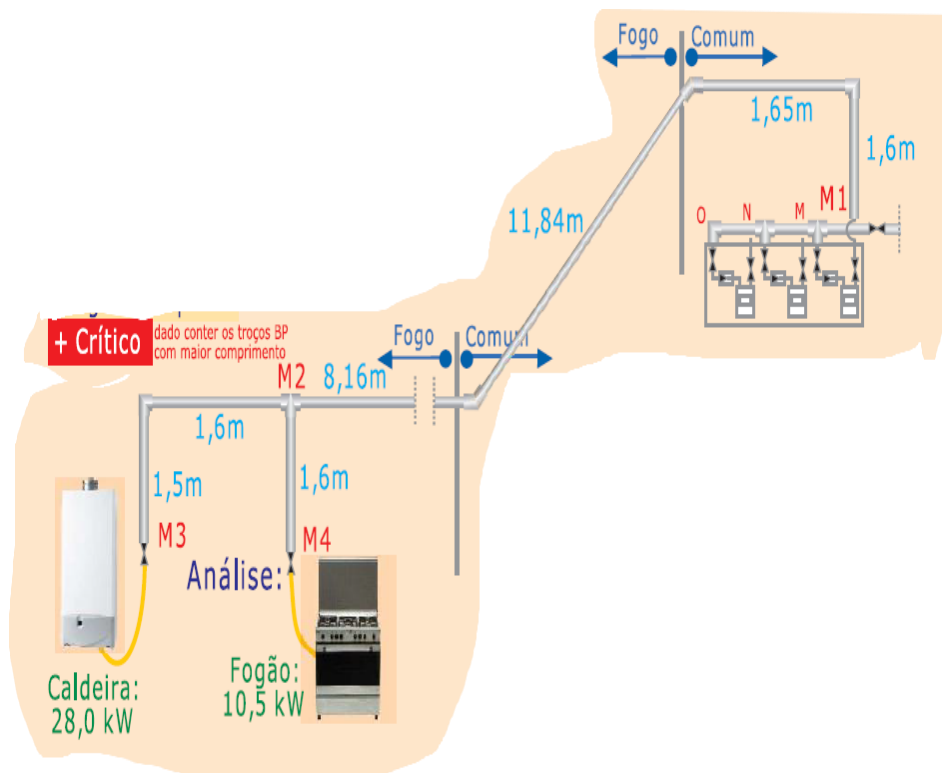 Fogo
Comum
1,65m
1,6m
M1
O
N
M
11,84m
+ Crítico
dado conter os troços BP
com maior comprimento
Fogo
Comum
M2
8,16m
1,6m
1,5m
1,6m
M3
M4
Análise:
Caldeira:
28,0 kW
Fogão:
10,5 kW